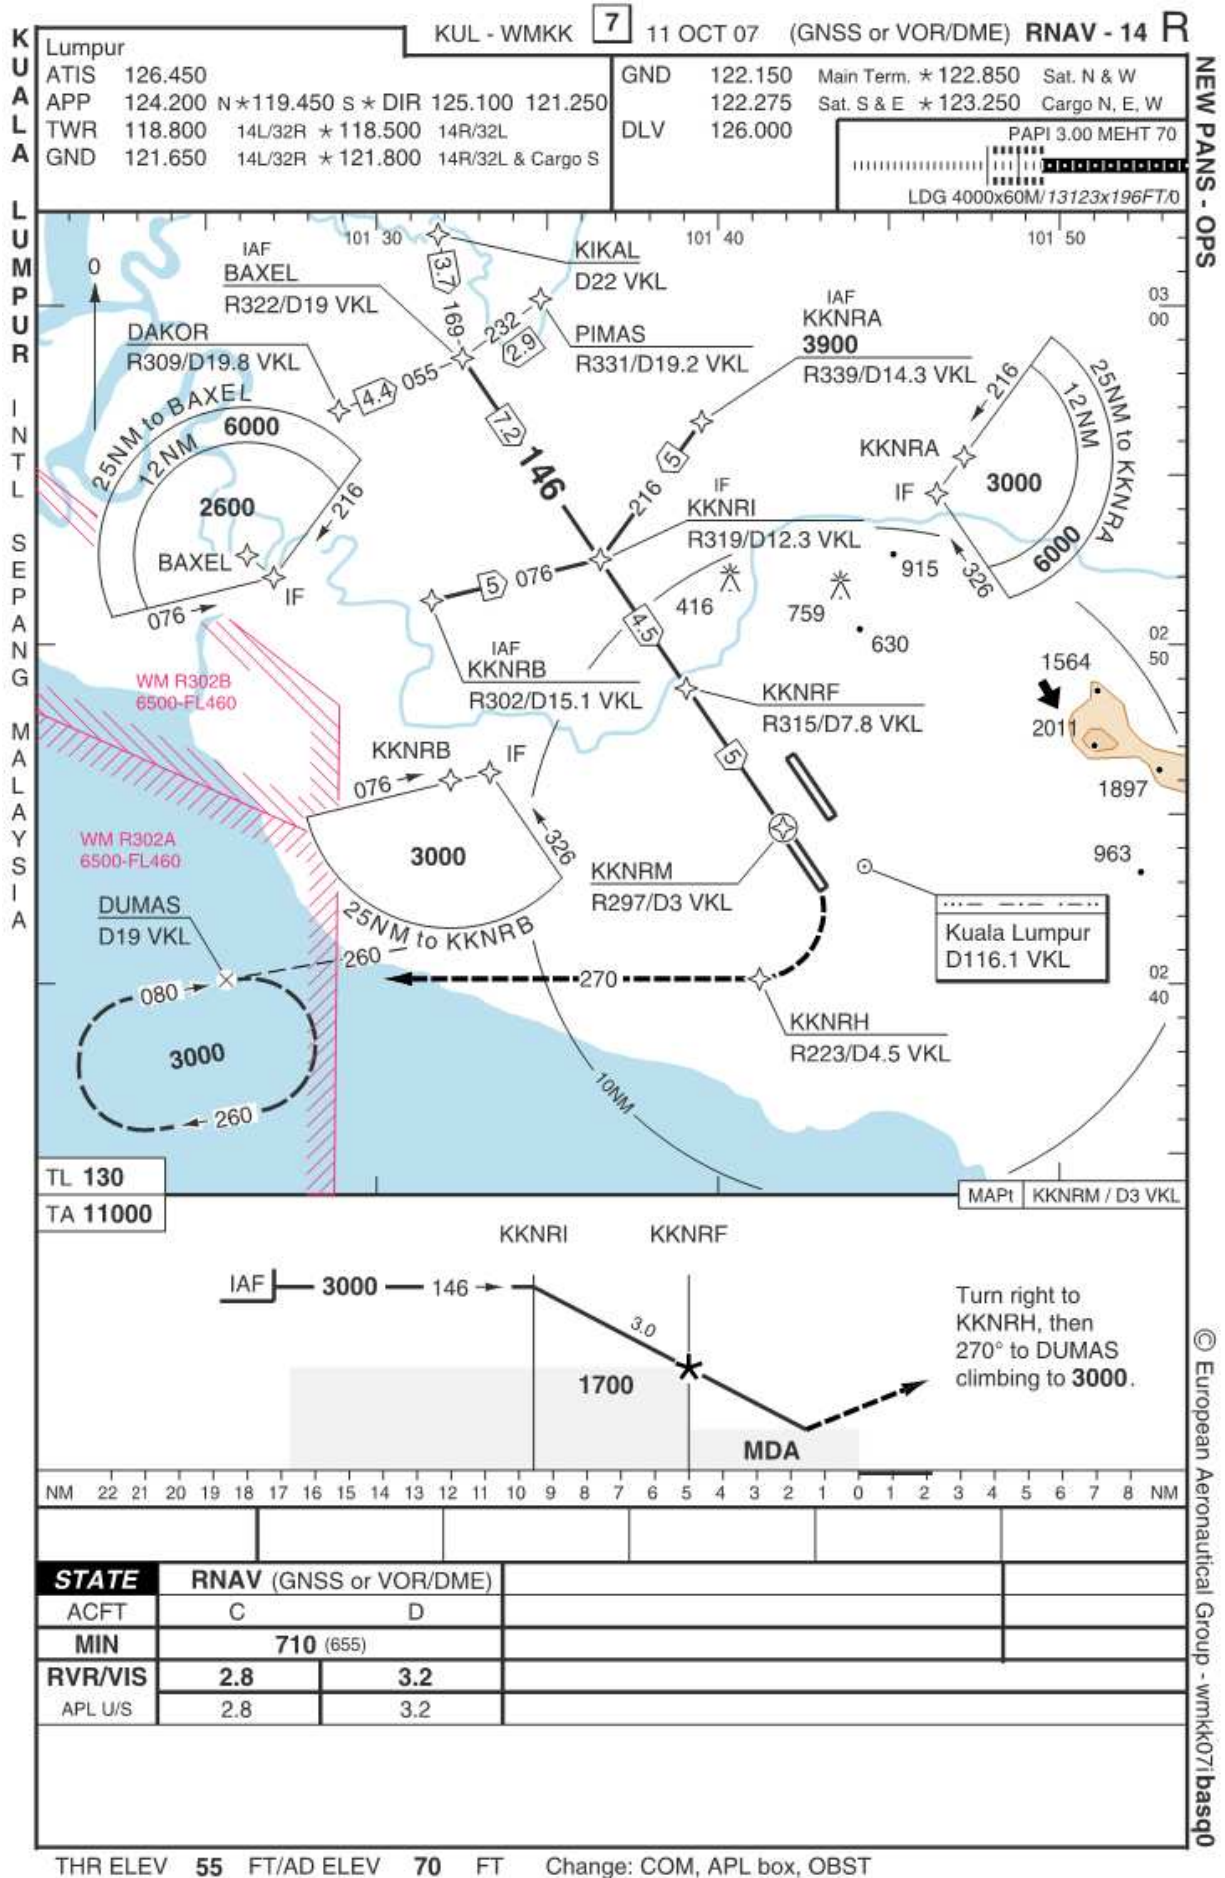 KUL - WMKK 7 11 OCT 07 (GNSS or VOR/DME) RNAV - 14 R
KUALA LUMPUR INTL SEPANG MALAYSIA
NEW PANS - OPS
Lumpur
ATIS 126.450
APP 124.200 N ★ 119.450 S ★ DIR 125.100 121.250
TWR 118.800 14L/32R ★ 118.500 14R/32L
GND 121.650 14L/32R ★ 121.800 14R/32L & Cargo S
GND 122.150 Main Term. ★ 122.850 Sat. N & W
122.275 Sat. S & E ★ 123.250 Cargo N, E, W
DLV 126.000
PAPI 3.00 MEHT 70
LDG 4000x60M/13123x196FT/0
101 30
101 40
101 50
0
IAF
BAXEL
R322/D19 VKL
KIKAL
D22 VKL
3.7
169
232
2.9
PIMAS
R331/D19.2 VKL
IAF
KKNRA
3900
R339/D14.3 VKL
03
00
DAKOR
R309/D19.8 VKL
4.4
055
7.2
146
25NM to BAXEL
6000
12NM
2600
216
BAXEL
IF
076
5
216
IF
KKNRI
R319/D12.3 VKL
216
KKNRA
IF
3000
12NM
25NM to KKNRA
6000
326
915
416
759
630
5
076
4.5
IAF
KKNRB
R302/D15.1 VKL
02
50
1564
2011
1897
963
WM R302B
6500-FL460
KKNRF
R315/D7.8 VKL
5
KKNRB
IF
076
3000
326
25NM to KKNRB
WM R302A
6500-FL460
KKNRM
R297/D3 VKL
DUMAS
D19 VKL
260
270
Kuala Lumpur
D116.1 VKL
02
40
080
3000
260
KKNRH
R223/D4.5 VKL
10NM
TL 130
TA 11000
MAPt KKNRM / D3 VKL
KKNRI
KKNRF
IAF
3000
146
3.0
1700
MDA
Turn right to
KKNRH, then
270° to DUMAS
climbing to 3000.
NM 22 21 20 19 18 17 16 15 14 13 12 11 10 9 8 7 6 5 4 3 2 1 0 1 2 3 4 5 6 7 8 NM
STATE RNAV (GNSS or VOR/DME)
ACFT C D
MIN 710 (655)
RVR/VIS 2.8 3.2
APL U/S 2.8 3.2
THR ELEV 55 FT/AD ELEV 70 FT Change: COM, APL box, OBST
© European Aeronautical Group - wmkk07ibasq0